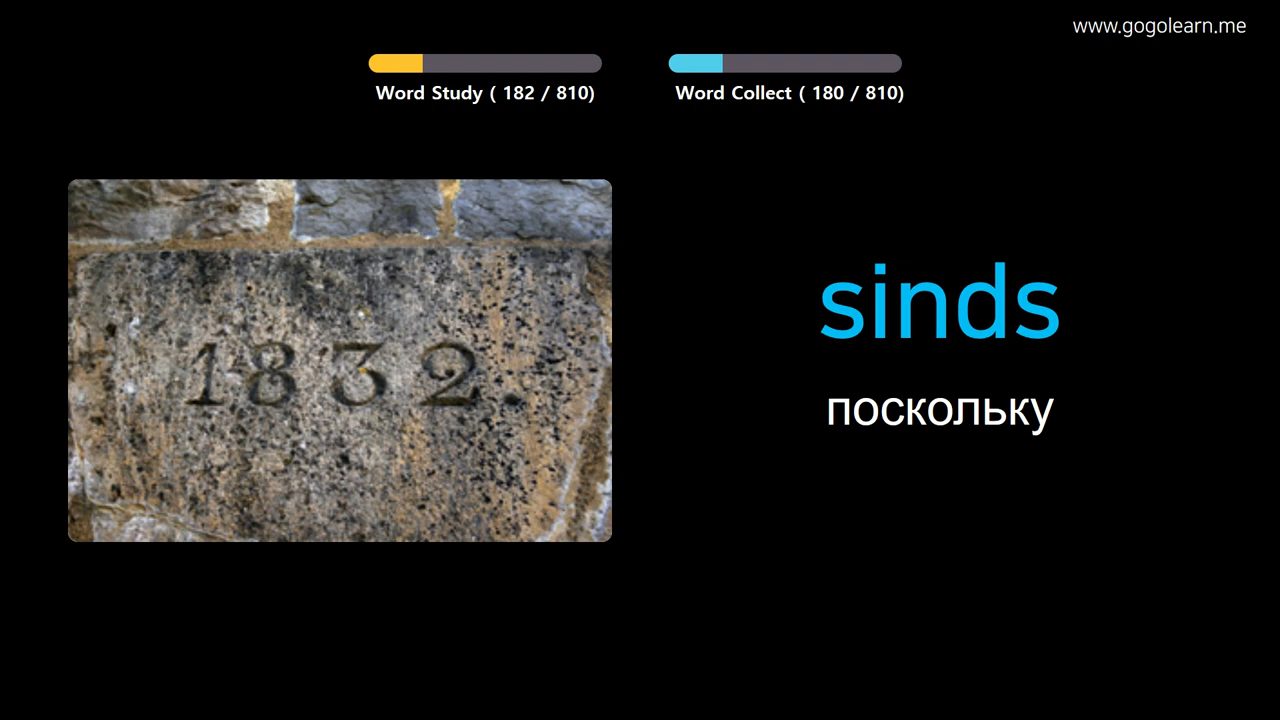 www.gogolearn.me
Word Study ( 182 / 810)
Word Collect ( 180 / 810)
1832.
sinds
поскольку